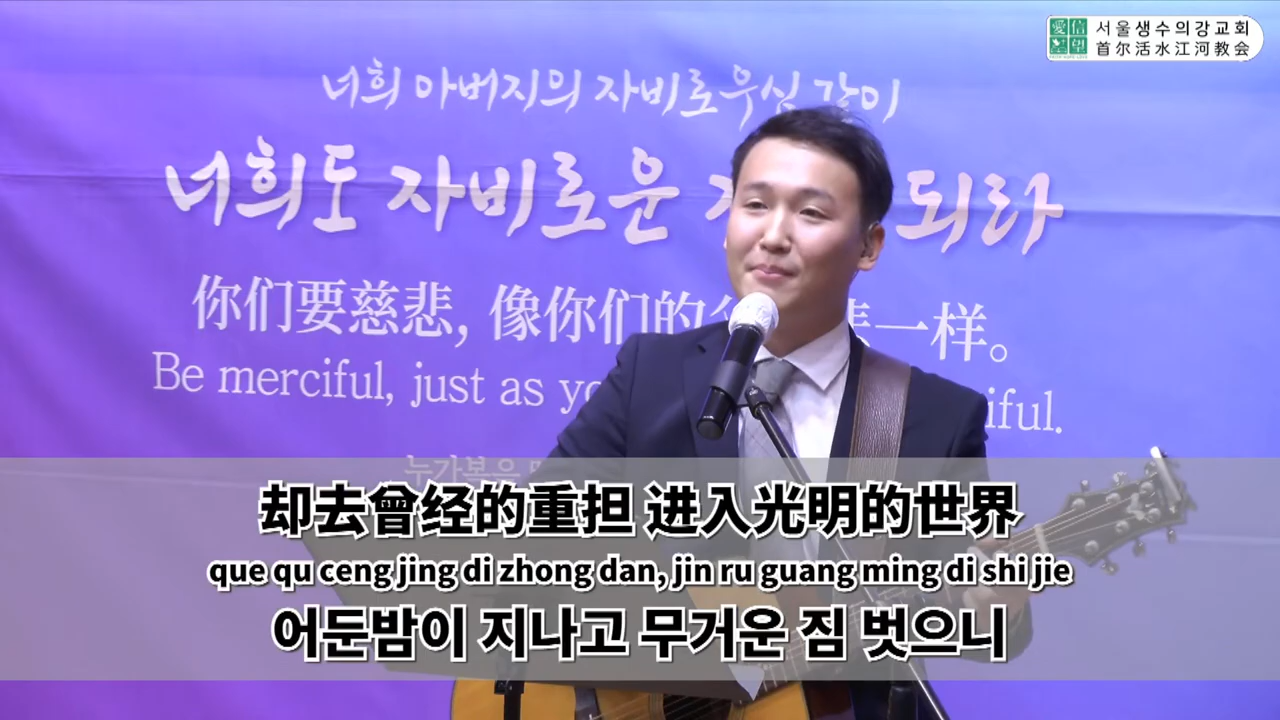 서울생수의강교회
首尔活水江河教会
너희 아버지의 자비로우심 같이
너희도 자비로운 되라
你们要慈悲, 像你们的 一样。
Be merciful, just as
누가복음
却去曾经的重担 进入光明的世界
que qu ceng jing di zhong dan, jin ru guang ming di shi jie
어둔밤이 지나고 무거운 짐 벗으니